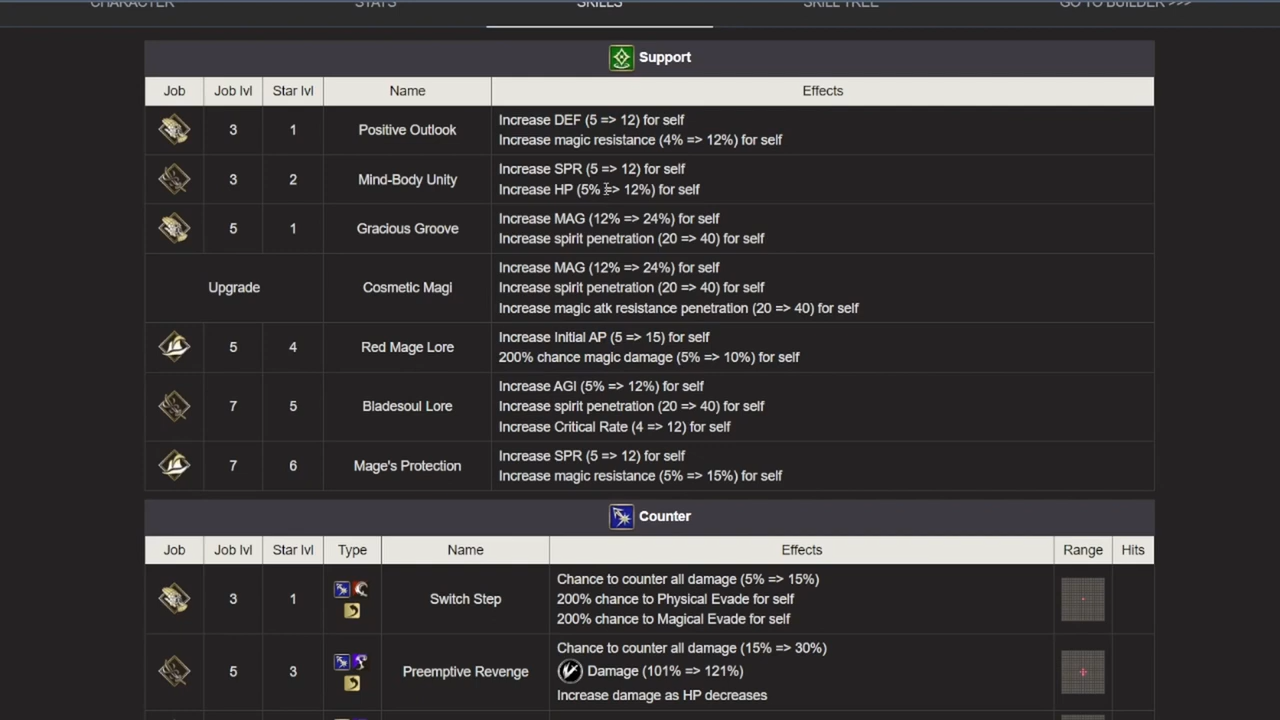 CHARACTER STATS SKILLS SKILL TREE GO TO BUILDER >>>
Support
Job Job lvl Star lvl Name Effects
3 1 Positive Outlook
Increase DEF (5 => 12) for self
Increase magic resistance (4% => 12%) for self
3 2 Mind-Body Unity
Increase SPR (5 => 12) for self
Increase HP (5% => 12%) for self
5 1 Gracious Groove
Increase MAG (12% => 24%) for self
Increase spirit penetration (20 => 40) for self
Upgrade Cosmetic Magi
Increase MAG (12% => 24%) for self
Increase spirit penetration (20 => 40) for self
Increase magic atk resistance penetration (20 => 40) for self
5 4 Red Mage Lore
Increase Initial AP (5 => 15) for self
200% chance magic damage (5% => 10%) for self
7 5 Bladesoul Lore
Increase AGI (5% => 12%) for self
Increase spirit penetration (20 => 40) for self
Increase Critical Rate (4 => 12) for self
7 6 Mage's Protection
Increase SPR (5 => 12) for self
Increase magic resistance (5% => 15%) for self
Counter
Job Job lvl Star lvl Type Name Effects Range Hits
3 1 Switch Step
Chance to counter all damage (5% => 15%)
200% chance to Physical Evade for self
200% chance to Magical Evade for self
5 3 Preemptive Revenge
Chance to counter all damage (15% => 30%)
Damage (101% => 121%)
Increase damage as HP decreases